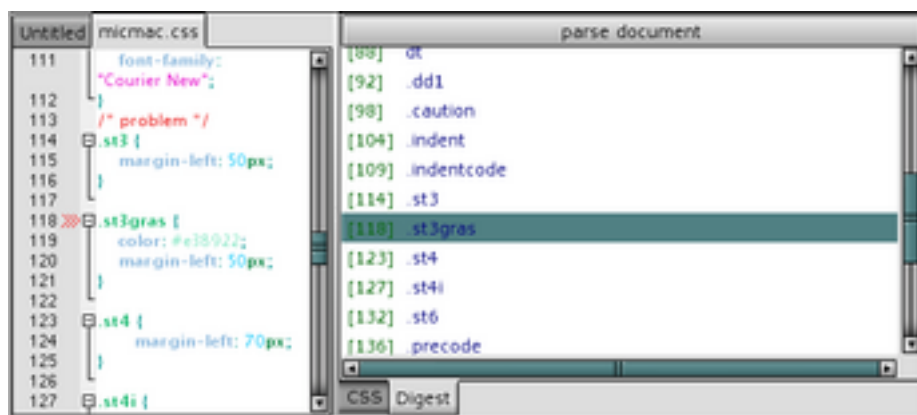 Untitled micmac.css
111 font-family:
"Courier New";
112 }
113 /* problem */
114 .st3 {
115 margin-left: 50px;
116 }
117
118 .st3gras {
119 color: #e38922;
120 margin-left: 50px;
121 }
122
123 .st4 {
124 margin-left: 70px;
125 }
126
127 .st4i {
parse document
[88] dt
[92] .dd1
[98] .caution
[104] .indent
[109] .indentcode
[114] .st3
[118] .st3gras
[123] .st4
[127] .st4i
[132] .st6
[136] .precode
CSS Digest